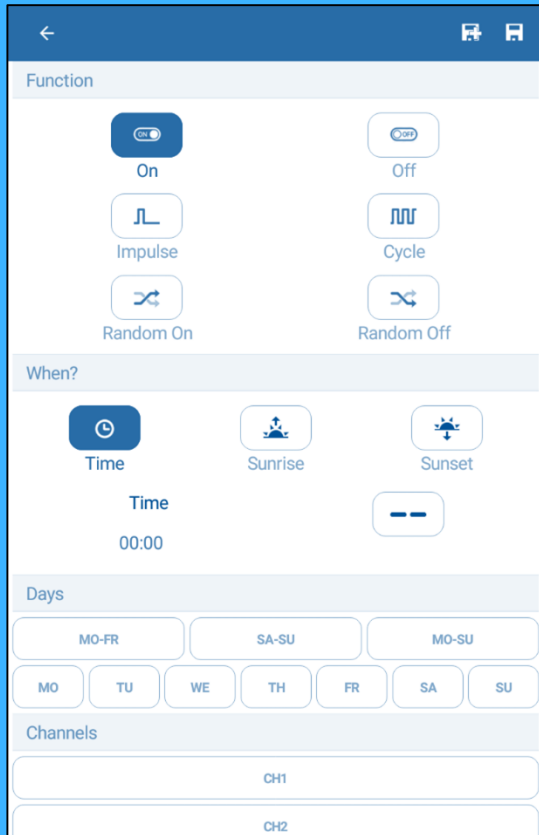 Function
ON
OFF
On
Off
Impulse
Cycle
Random On
Random Off
When?
Time
Sunrise
Sunset
Time
--
00:00
Days
MO-FR
SA-SU
MO-SU
MO
TU
WE
TH
FR
SA
SU
Channels
CH1
CH2